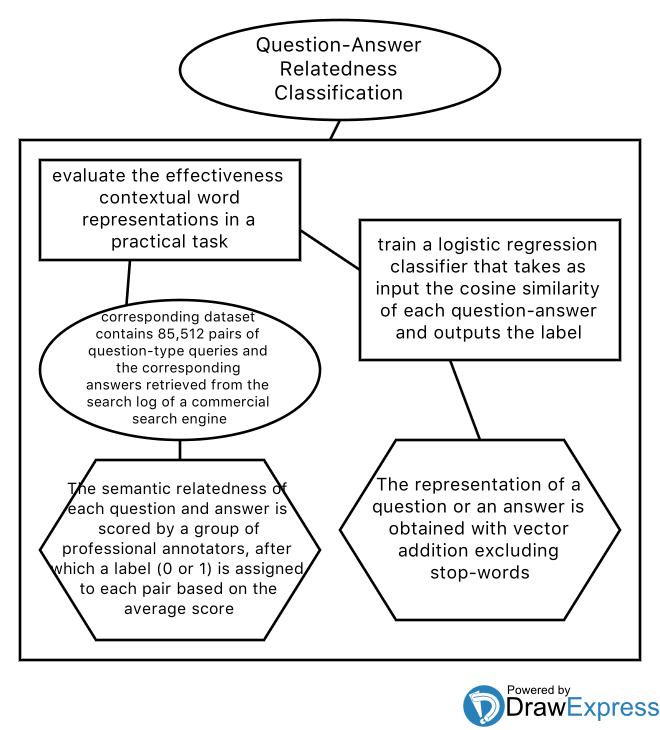 Question-Answer
Relatedness
Classification
evaluate the effectiveness
contextual word
representations in a
practical task
train a logistic regression
classifier that takes as
input the cosine similarity
of each question-answer
and outputs the label
corresponding dataset
contains 85,512 pairs of
question-type queries and
the corresponding
answers retrieved from the
search log of a commercial
search engine
The semantic relatedness of
each question and answer is
scored by a group of
professional annotators, after
which a label (0 or 1) is assigned
to each pair based on the
average score
The representation of a
question or an answer is
obtained with vector
addition excluding
stop-words
Powered by
DrawExpress